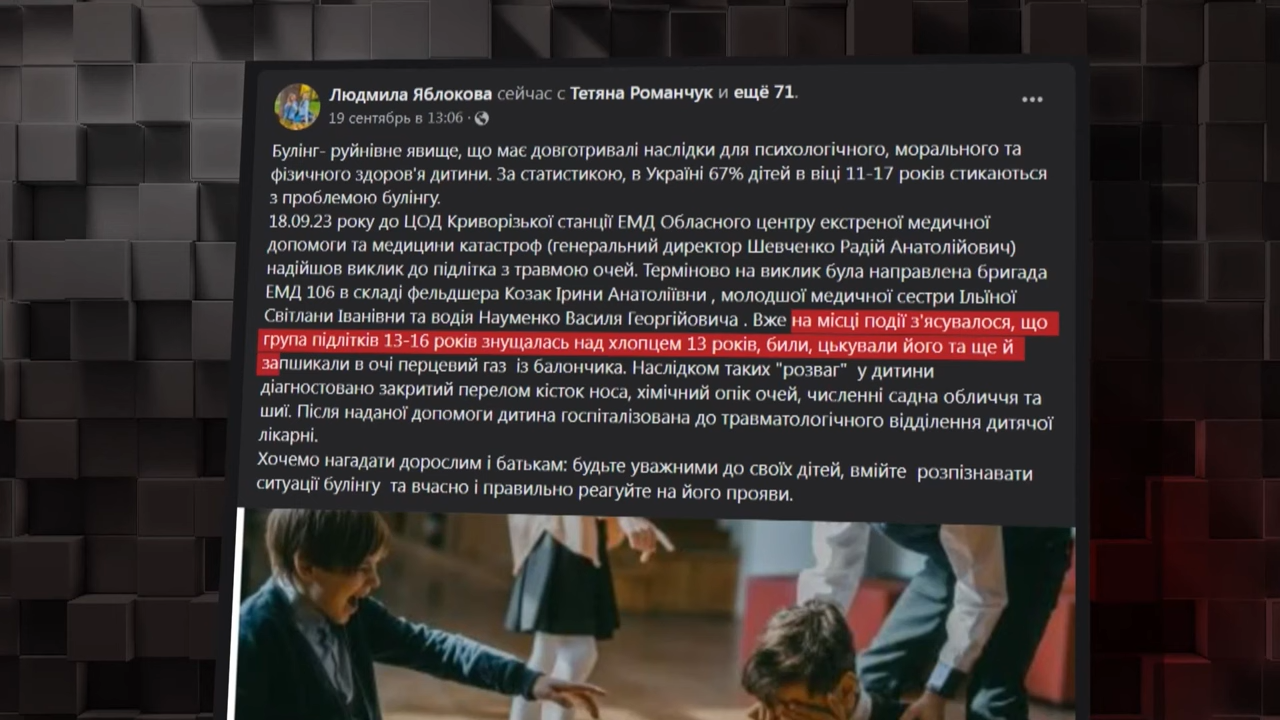 Людмила Яблокова сейчас с Тетяна Романчук и ещё 71.
19 сентябрь в 13:06 ·
Булінг- руйнівне явище, що має довготривалі наслідки для психологічного, морального та
фізичного здоров'я дитини. За статистикою, в Україні 67% дітей в віці 11-17 років стикаються
з проблемою булінгу.
18.09.23 року до ЦОД Криворізької станції ЕМД Обласного центру екстреної медичної
допомоги та медицини катастроф (генеральний директор Шевченко Радій Анатолійович)
надійшов виклик до підлітка з травмою очей. Терміново на виклик була направлена бригада
ЕМД 106 в складі фельдшера Козак Ірини Анатоліївни , молодшої медичної сестри Ільїної
Світлани Іванівни та водія Науменко Василя Георгійовича . Вже на місці події з'ясувалося, що
група підлітків 13-16 років знущалась над хлопцем 13 років, били, цькували його та ще й
запшикали в очі перцевий газ із балончика. Наслідком таких "розваг" у дитини
діагностовано закритий перелом кісток носа, хімічний опік очей, численні садна обличчя та
шиї. Після наданої допомоги дитина госпіталізована до травматологічного відділення дитячої
лікарні.
Хочемо нагадати дорослим і батькам: будьте уважними до своїх дітей, вмійте розпізнавати
ситуації булінгу та вчасно і правильно реагуйте на його прояви.